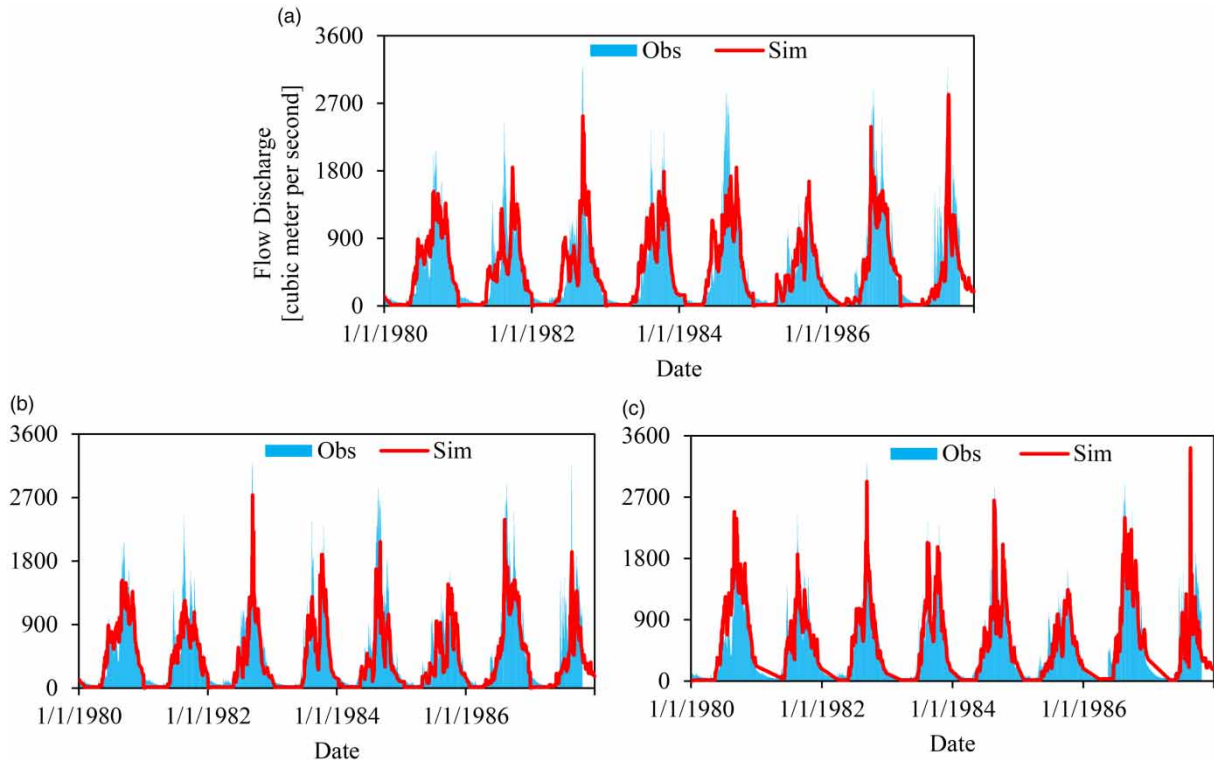 (a)
3600
Obs
Sim
2700
1800
900
0
Flow Discharge
[cubic meter per second]
1/1/1980
1/1/1982
1/1/1984
1/1/1986
Date
(b)
3600
Obs
Sim
2700
1800
900
0
1/1/1980
1/1/1982
1/1/1984
1/1/1986
Date
(c)
3600
Obs
Sim
2700
1800
900
0
1/1/1980
1/1/1982
1/1/1984
1/1/1986
Date